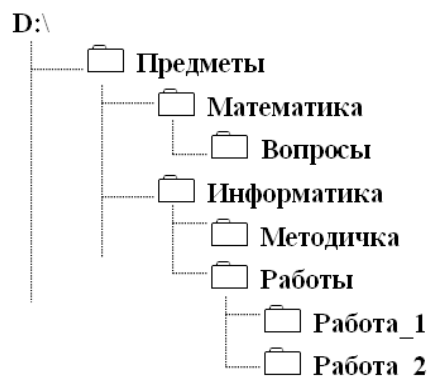 D:\
Предметы
Математика
Вопросы
Информатика
Методичка
Работы
Работа_1
Работа_2